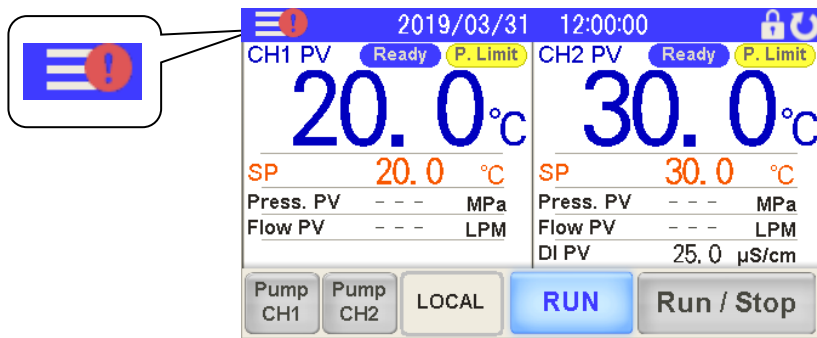 2019/03/31 12:00:00
CH1 PV Ready P. Limit
20.0 °C
SP 20.0 °C
Press. PV - - - MPa
Flow PV - - - LPM
CH2 PV Ready P. Limit
30.0 °C
SP 30.0 °C
Press. PV - - - MPa
Flow PV - - - LPM
DI PV 25.0 µS/cm
Pump CH1
Pump CH2
LOCAL
RUN
Run / Stop